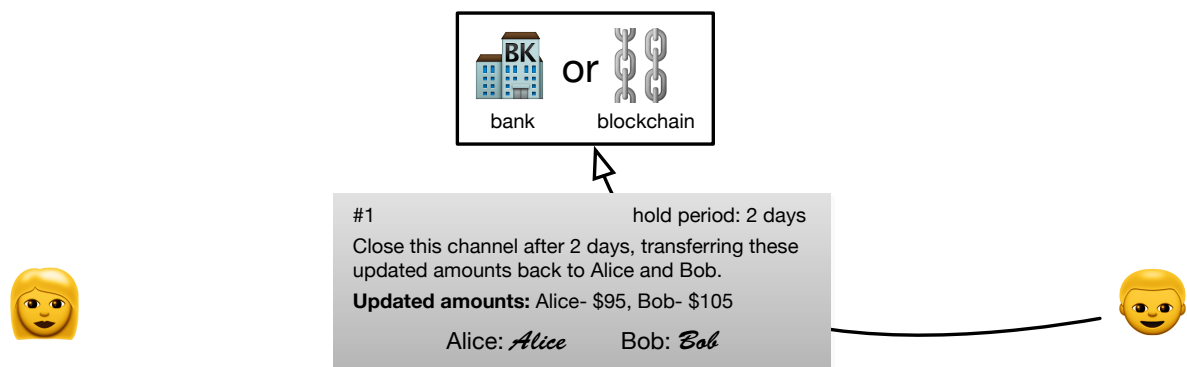 BK
or
bank
blockchain
#1
hold period: 2 days
Close this channel after 2 days, transferring these
updated amounts back to Alice and Bob.
Updated amounts: Alice- $95, Bob- $105
Alice: Alice
Bob: Bob